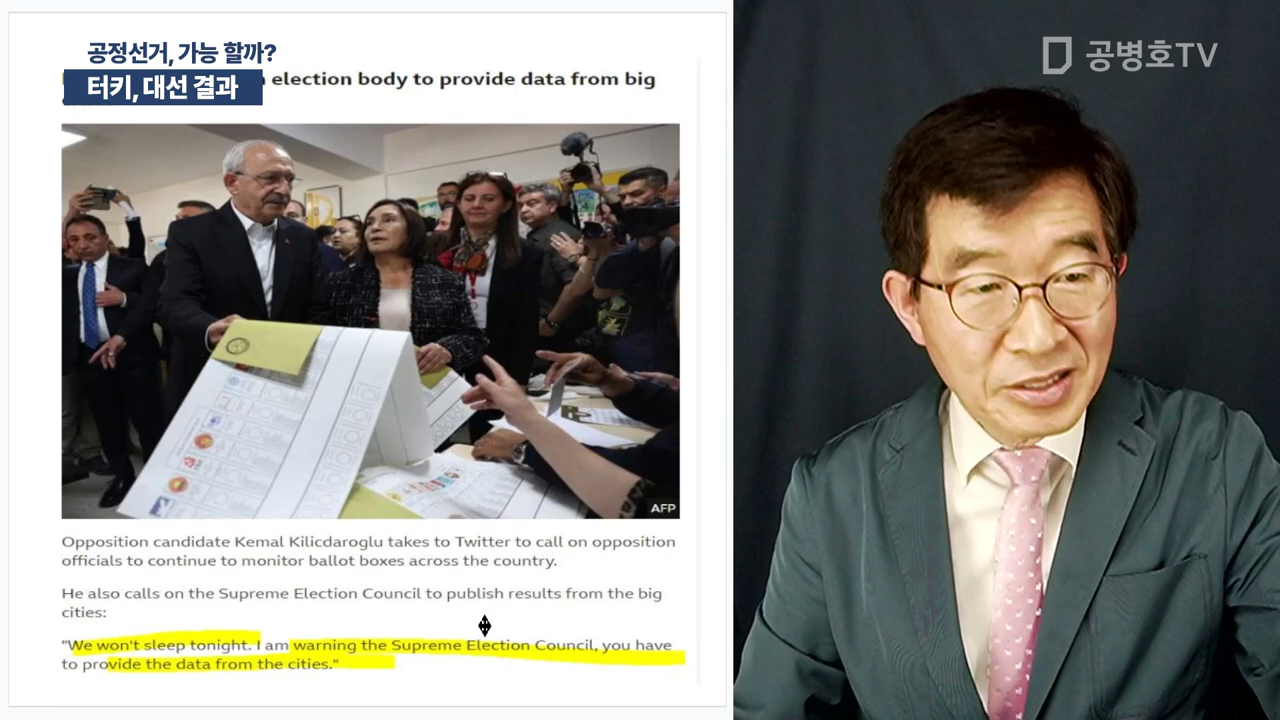 공정선거, 가능 할까?
터키, 대선 결과
election body to provide data from big
공병호TV
AFP
Opposition candidate Kemal Kilicdaroglu takes to Twitter to call on opposition
officials to continue to monitor ballot boxes across the country.
He also calls on the Supreme Election Council to publish results from the big
cities:
"We won't sleep tonight. I am warning the Supreme Election Council, you have
to provide the data from the cities."